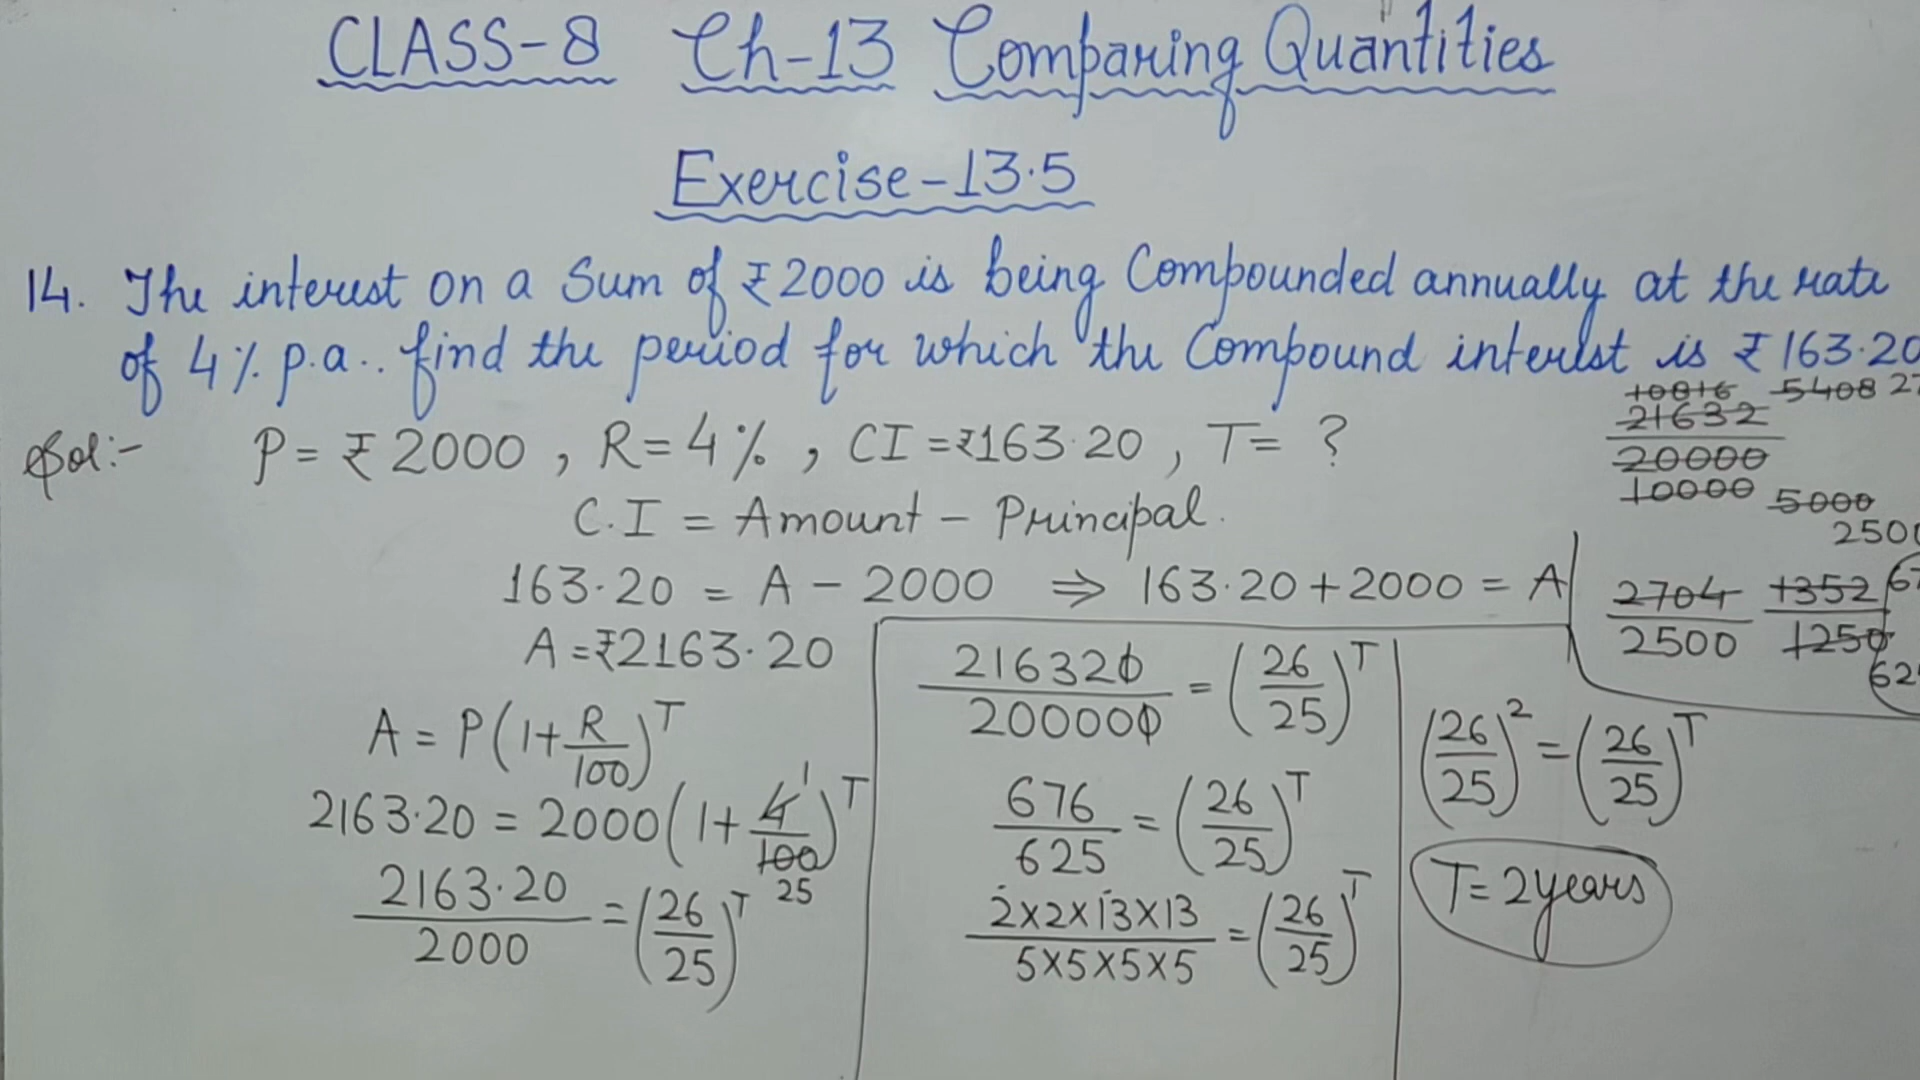 CLASS-8 Ch-13 Comparing Quantities
Exercise-13.5
14. The interest on a Sum of ₹2000 is being Compounded annually at the rate
of 4% p.a.. find the period for which the Compound interest is ₹163.20
Sol:- P = ₹2000, R = 4%, CI = ₹163.20, T = ?
C.I = Amount - Principal.
163.20 = A - 2000 ⇒ 163.20 + 2000 = A
A = ₹2163.20
A = P(1+R/100)^T
2163.20 = 2000(1+4/100)^T
1
25
2163.20/2000 = (26/25)^T
216320/200000 = (26/25)^T
676/625 = (26/25)^T
2×2×13×13/5×5×5×5 = (26/25)^T
(26/25)^2 = (26/25)^T
T = 2 years
10816 5408
21632
20000
10000 5000
2704/2500 1352/1250